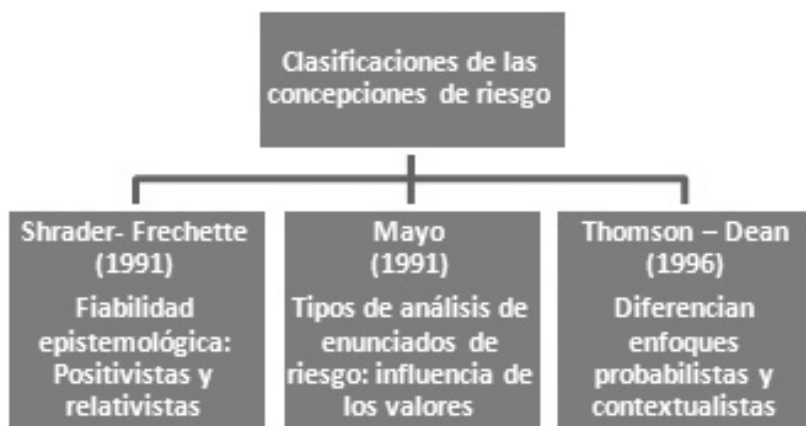 Clasificaciones de las
concepciones de riesgo
Shrader- Frechette
(1991)
Fiabilidad
epistemológica:
Positivistas y
relativistas
Mayo
(1991)
Tipos de análisis de
enunciados de
riesgo: influencia de
los valores
Thomson – Dean
(1996)
Diferencian
enfoques
probabilistas y
contextualistas